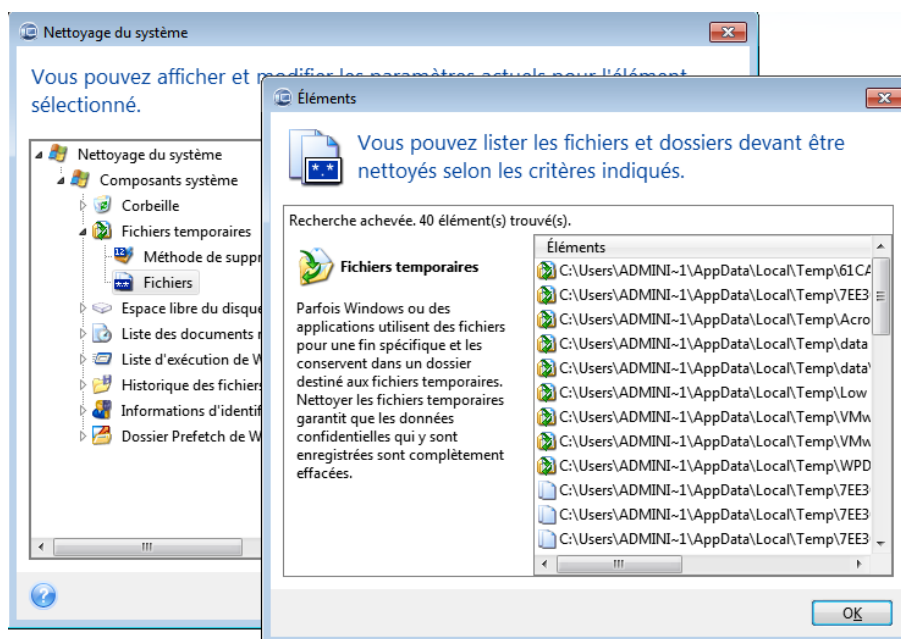 Nettoyage du système
Vous pouvez afficher et modifier les paramètres actuels pour l'élément
sélectionné.
Nettoyage du système
Composants système
Corbeille
Fichiers temporaires
Méthode de suppr
Fichiers
Espace libre du disque
Liste des documents r
Liste d'exécution de W
Historique des fichiers
Informations d'identif
Dossier Prefetch de W
Éléments
Vous pouvez lister les fichiers et dossiers devant être
nettoyés selon les critères indiqués.
Recherche achevée. 40 élément(s) trouvé(s).
Fichiers temporaires
Parfois Windows ou des
applications utilisent des fichiers
pour une fin spécifique et les
conservent dans un dossier
destiné aux fichiers temporaires.
Nettoyer les fichiers temporaires
garantit que les données
confidentielles qui y sont
enregistrées sont complètement
effacées.
Éléments
C:\Users\ADMINI~1\AppData\Local\Temp\61CA
C:\Users\ADMINI~1\AppData\Local\Temp\7EE3
C:\Users\ADMINI~1\AppData\Local\Temp\Acro
C:\Users\ADMINI~1\AppData\Local\Temp\data
C:\Users\ADMINI~1\AppData\Local\Temp\data\
C:\Users\ADMINI~1\AppData\Local\Temp\Low
C:\Users\ADMINI~1\AppData\Local\Temp\VMw
C:\Users\ADMINI~1\AppData\Local\Temp\VMw
C:\Users\ADMINI~1\AppData\Local\Temp\WPD
C:\Users\ADMINI~1\AppData\Local\Temp\7EE3
C:\Users\ADMINI~1\AppData\Local\Temp\7EE3
C:\Users\ADMINI~1\AppData\Local\Temp\7EE3
OK